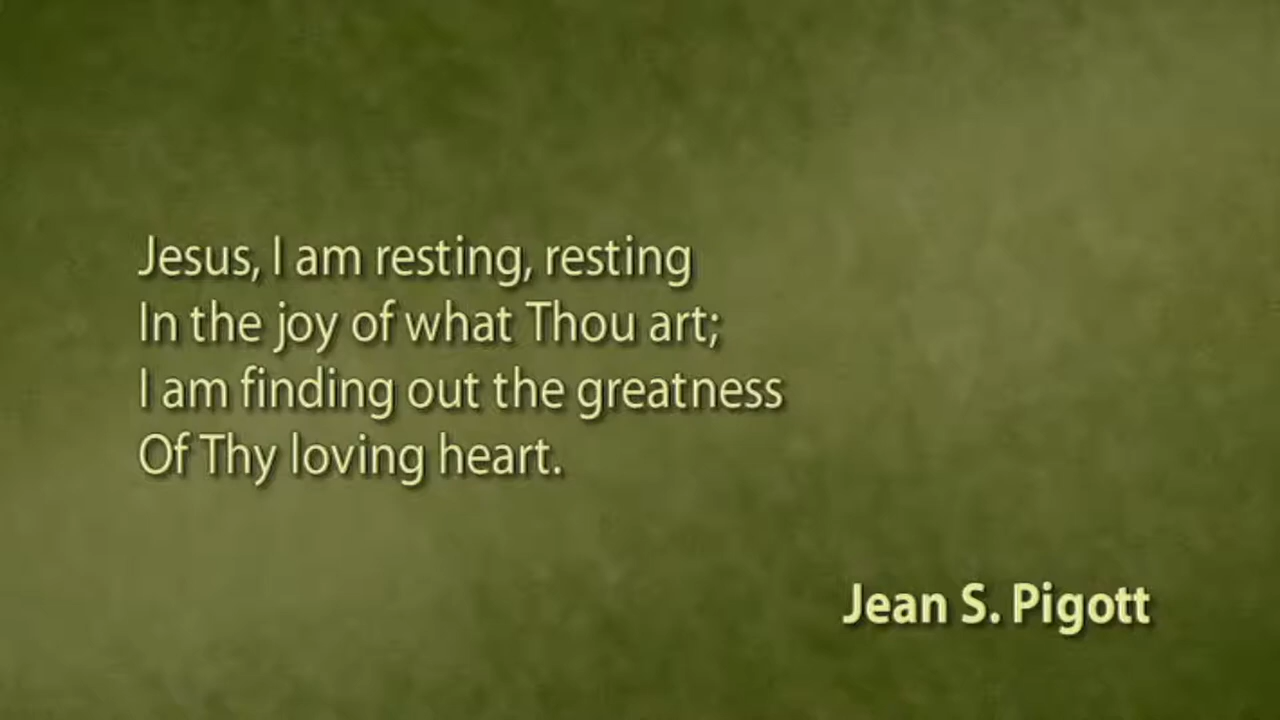 Jesus, I am resting, resting
In the joy of what Thou art;
I am finding out the greatness
Of Thy loving heart.
Jean S. Pigott